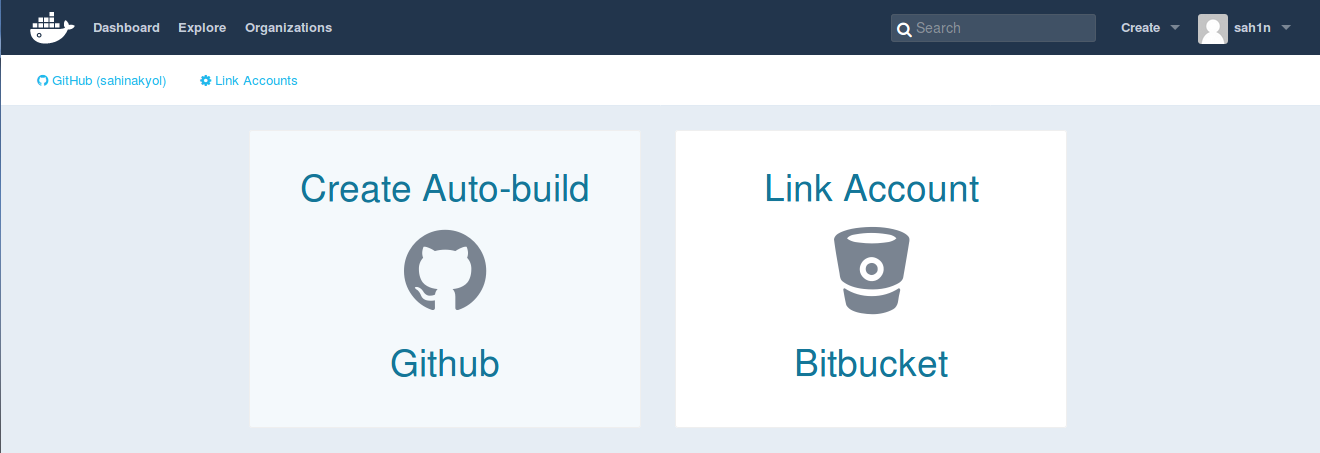 Dashboard Explore Organizations Search Create sah1n
GitHub (sahinakyol) Link Accounts
Create Auto-build
Github
Link Account
Bitbucket